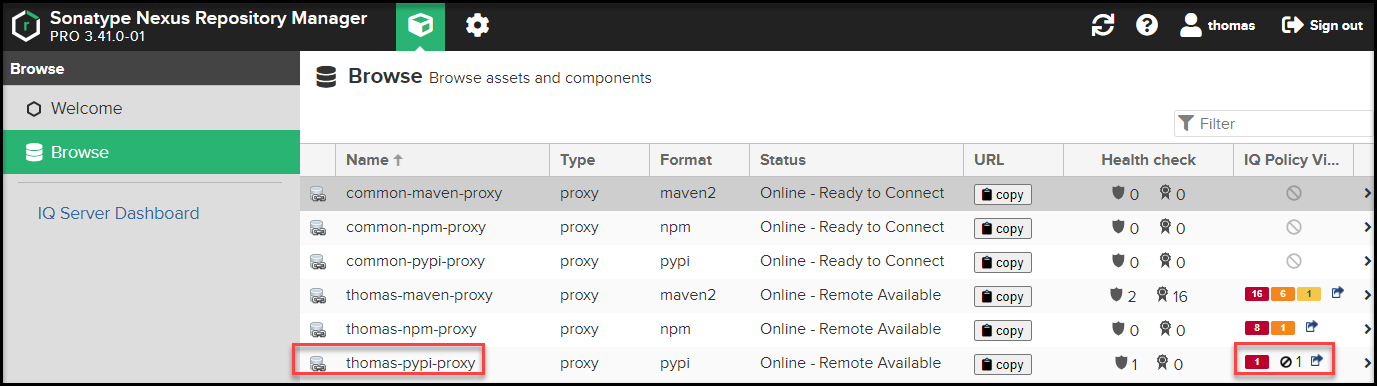 Sonatype Nexus Repository Manager
PRO 3.41.0-01
thomas
Sign out
Browse
Welcome
Browse
IQ Server Dashboard
Browse Browse assets and components
Filter
Name Type Format Status URL Health check IQ Policy Vi...
common-maven-proxy proxy maven2 Online - Ready to Connect copy 0 0
common-npm-proxy proxy npm Online - Ready to Connect copy 0 0
common-pypi-proxy proxy pypi Online - Ready to Connect copy 0 0
thomas-maven-proxy proxy maven2 Online - Remote Available copy 2 16 16 6 1
thomas-npm-proxy proxy npm Online - Remote Available copy 0 0 8 1
thomas-pypi-proxy proxy pypi Online - Remote Available copy 1 0 1 1